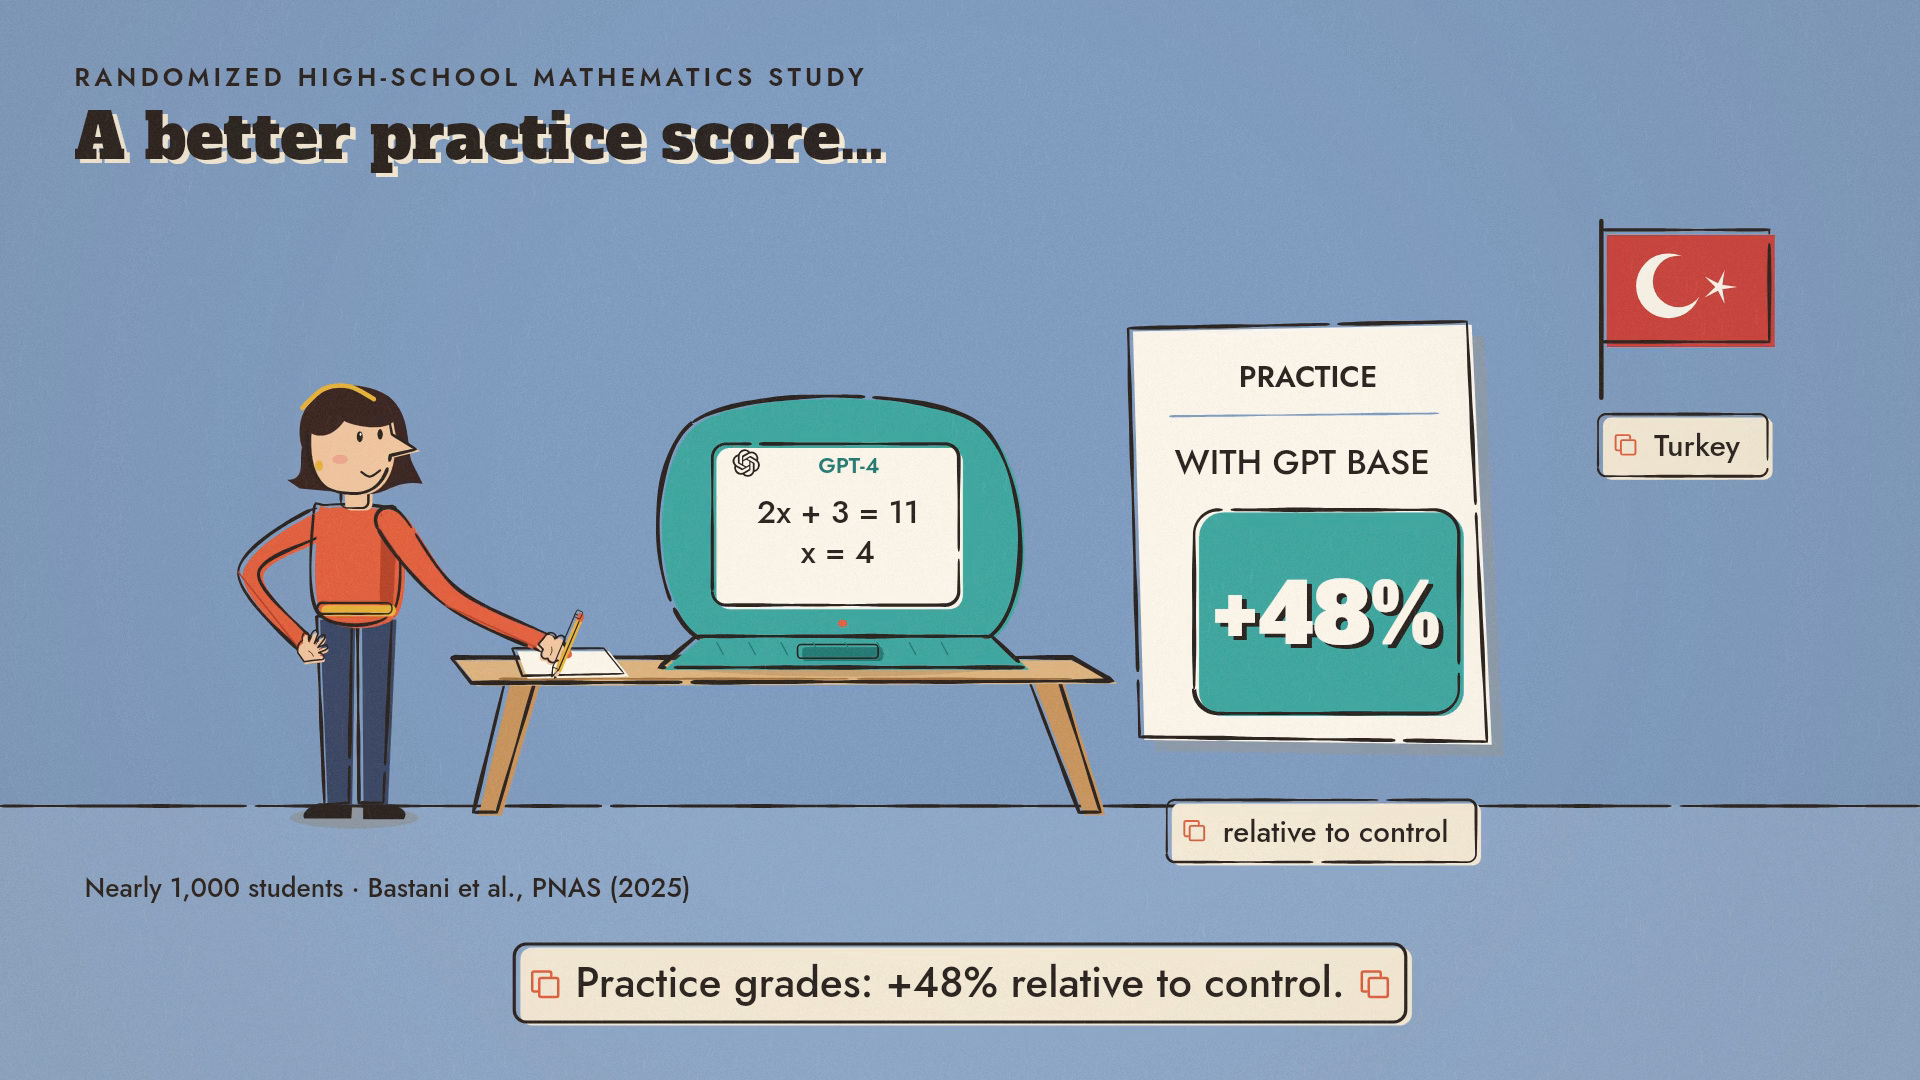 RANDOMIZED HIGH-SCHOOL MATHEMATICS STUDY
A better practice score...
GPT-4
2x + 3 = 11
x = 4
PRACTICE
WITH GPT BASE
+48%
Turkey
relative to control
Nearly 1,000 students · Bastani et al., PNAS (2025)
Practice grades: +48% relative to control.